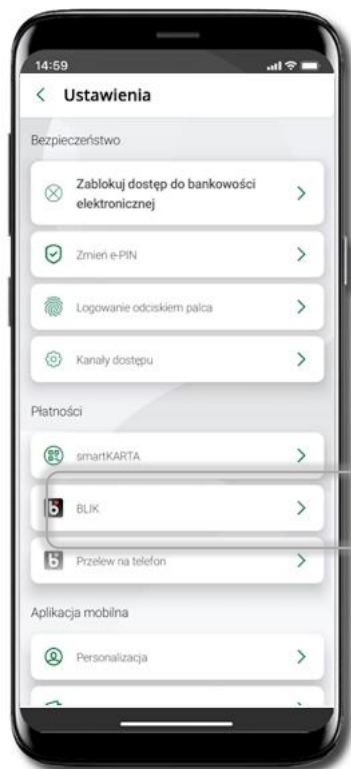 14:59
Ustawienia
Bezpieczeństwo
Zablokuj dostęp do bankowości
elektronicznej
Zmień e-PIN
Logowanie odciskiem palca
Kanały dostępu
Płatności
smartKARTA
BLIK
Przelew na telefon
Aplikacja mobilna
Personalizacja